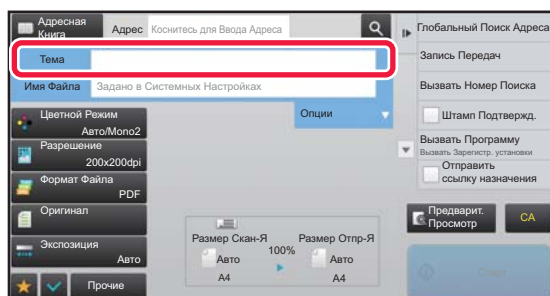 Адресная
Книга
Адрес
Коснитесь для Ввода Адреса
Тема
Имя Файла
Задано в Системных Настройках
Цветной Режим
Авто/Mono2
Разрешение
200x200dpi
Формат Файла
PDF
Оригинал
Экспозиция
Авто
Прочие
Опции
Размер Скан-Я
Авто
A4
100%
Размер Отпр-Я
Авто
A4
Глобальный Поиск Адреса
Запись Передач
Вызвать Номер Поиска
Штамп Подтвержд.
Вызвать Программу
Вызвать Зарегистр. установки
Отправить
ссылку назначения
Предварит.
Просмотр
CA
Старт